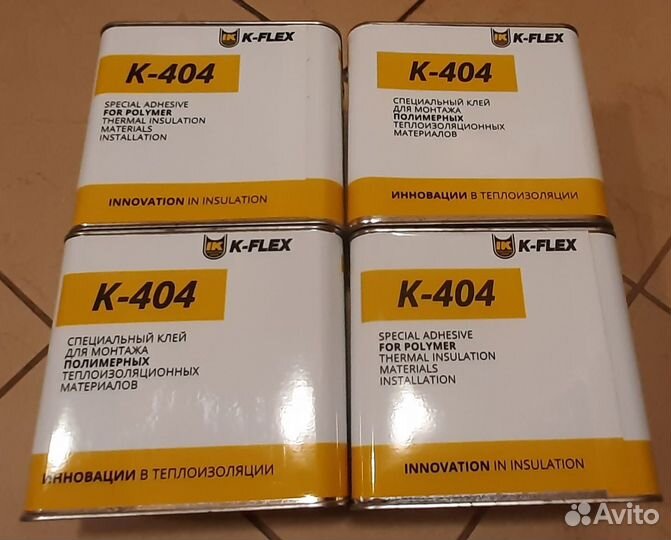 K-FLEX
K-404
SPECIAL ADHESIVE
FOR POLYMER
THERMAL INSULATION
MATERIALS
INSTALLATION
INNOVATION IN INSULATION
K-FLEX
K-404
СПЕЦИАЛЬНЫЙ КЛЕЙ
ДЛЯ МОНТАЖА
ПОЛИМЕРНЫХ
ТЕПЛОИЗОЛЯЦИОННЫХ
МАТЕРИАЛОВ
ИННОВАЦИИ В ТЕПЛОИЗОЛЯЦИИ
K-FLEX
K-404
СПЕЦИАЛЬНЫЙ КЛЕЙ
ДЛЯ МОНТАЖА
ПОЛИМЕРНЫХ
ТЕПЛОИЗОЛЯЦИОННЫХ
МАТЕРИАЛОВ
ИННОВАЦИИ В ТЕПЛОИЗОЛЯЦИИ
K-FLEX
K-404
SPECIAL ADHESIVE
FOR POLYMER
THERMAL INSULATION
MATERIALS
INSTALLATION
INNOVATION IN INSULATION
Avito